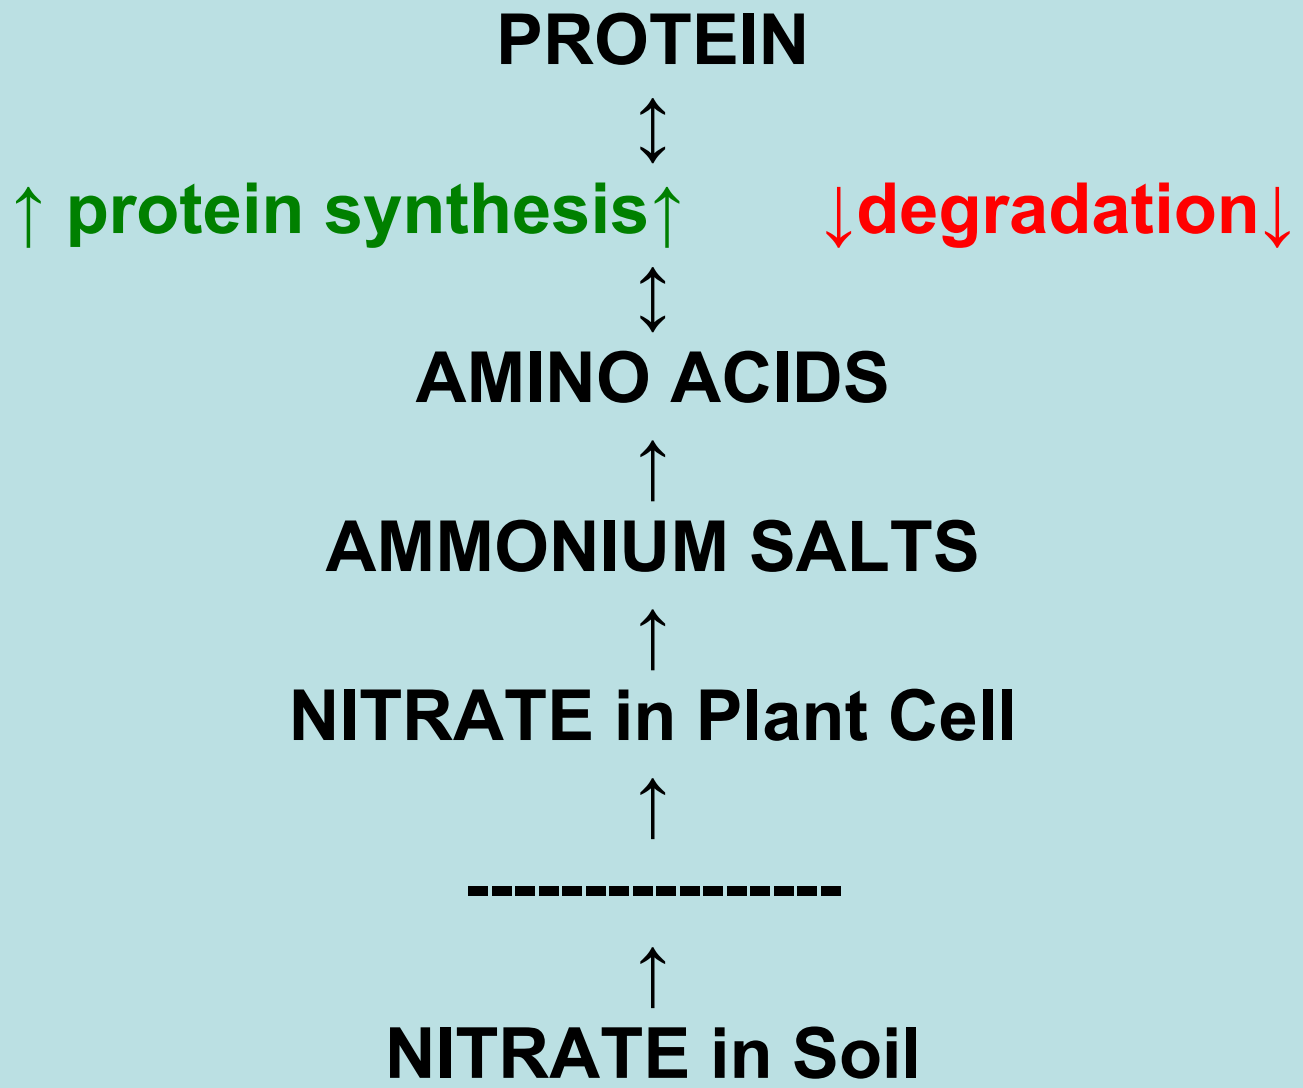 PROTEIN
↕
↑ protein synthesis↑ ↓degradation↓
↕
AMINO ACIDS
↑
AMMONIUM SALTS
↑
NITRATE in Plant Cell
↑
----------------
↑
NITRATE in Soil